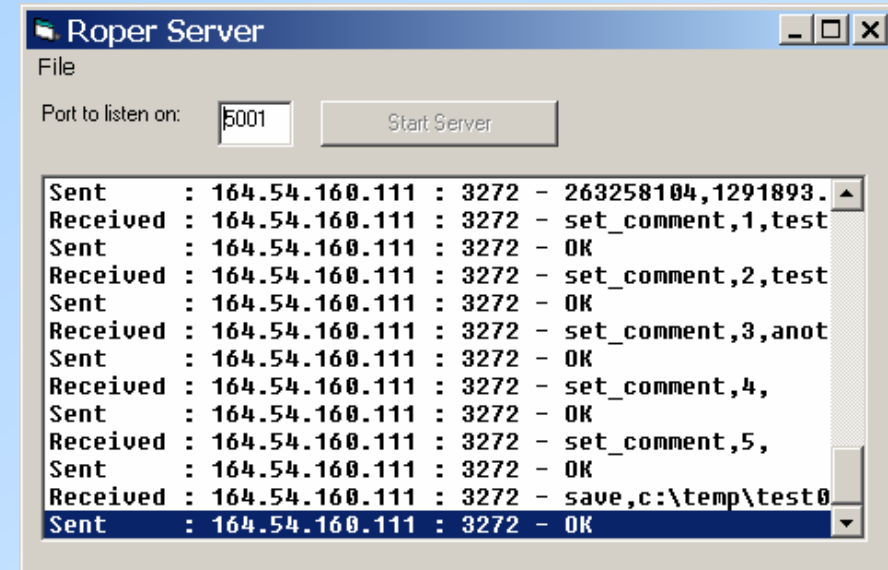 Roper Server
File
Port to listen on: 5001 Start Server
Sent : 164.54.160.111 : 3272 - 263258104,1291893.
Received : 164.54.160.111 : 3272 - set_comment,1,test
Sent : 164.54.160.111 : 3272 - OK
Received : 164.54.160.111 : 3272 - set_comment,2,test
Sent : 164.54.160.111 : 3272 - OK
Received : 164.54.160.111 : 3272 - set_comment,3,anot
Sent : 164.54.160.111 : 3272 - OK
Received : 164.54.160.111 : 3272 - set_comment,4,
Sent : 164.54.160.111 : 3272 - OK
Received : 164.54.160.111 : 3272 - set_comment,5,
Sent : 164.54.160.111 : 3272 - OK
Received : 164.54.160.111 : 3272 - save,c:\temp\test0
Sent : 164.54.160.111 : 3272 - OK